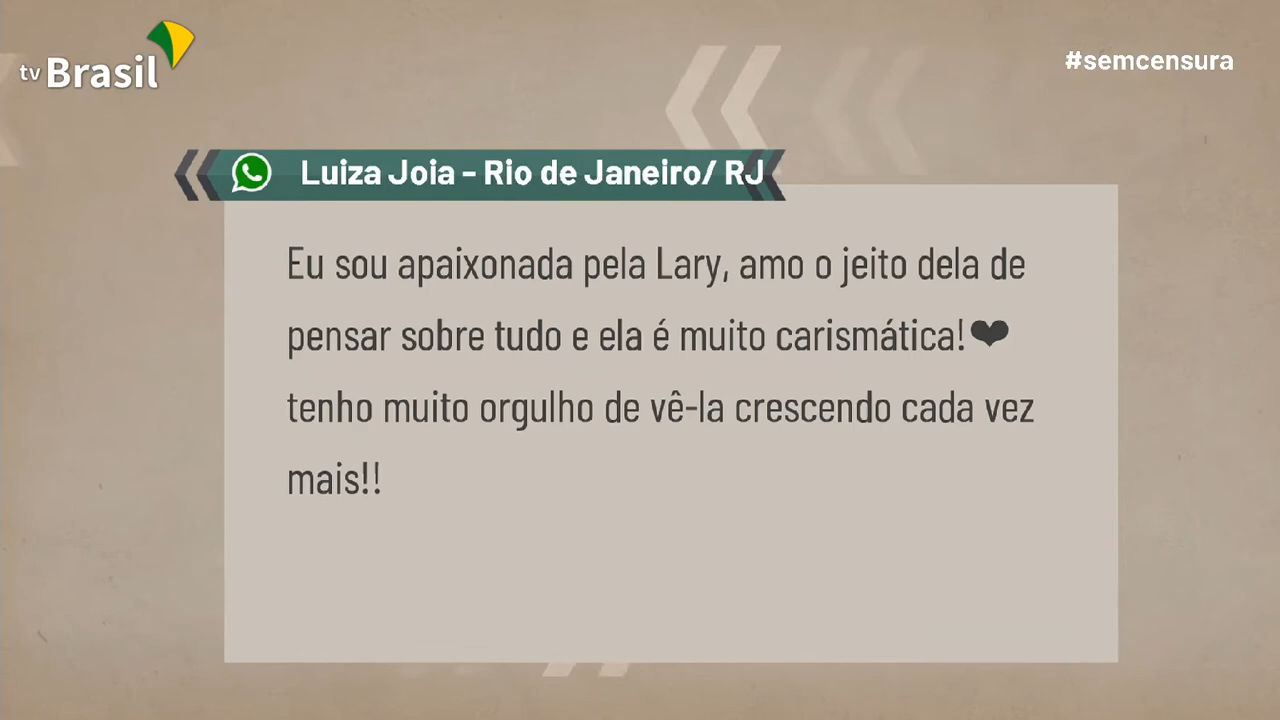 tv Brasil
#semcensura
Luiza Joia - Rio de Janeiro/ RJ
Eu sou apaixonada pela Lary, amo o jeito dela de
pensar sobre tudo e ela é muito carismática!❤
tenho muito orgulho de vê-la crescendo cada vez
mais!!